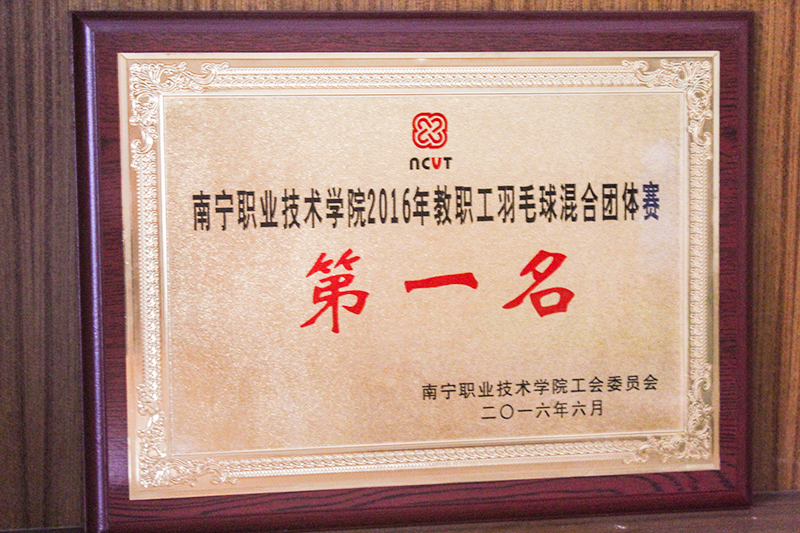 NCVT
南宁职业技术学院2016年教职工羽毛球混合团体赛
第一名
南宁职业技术学院工会委员会
二〇一六年六月